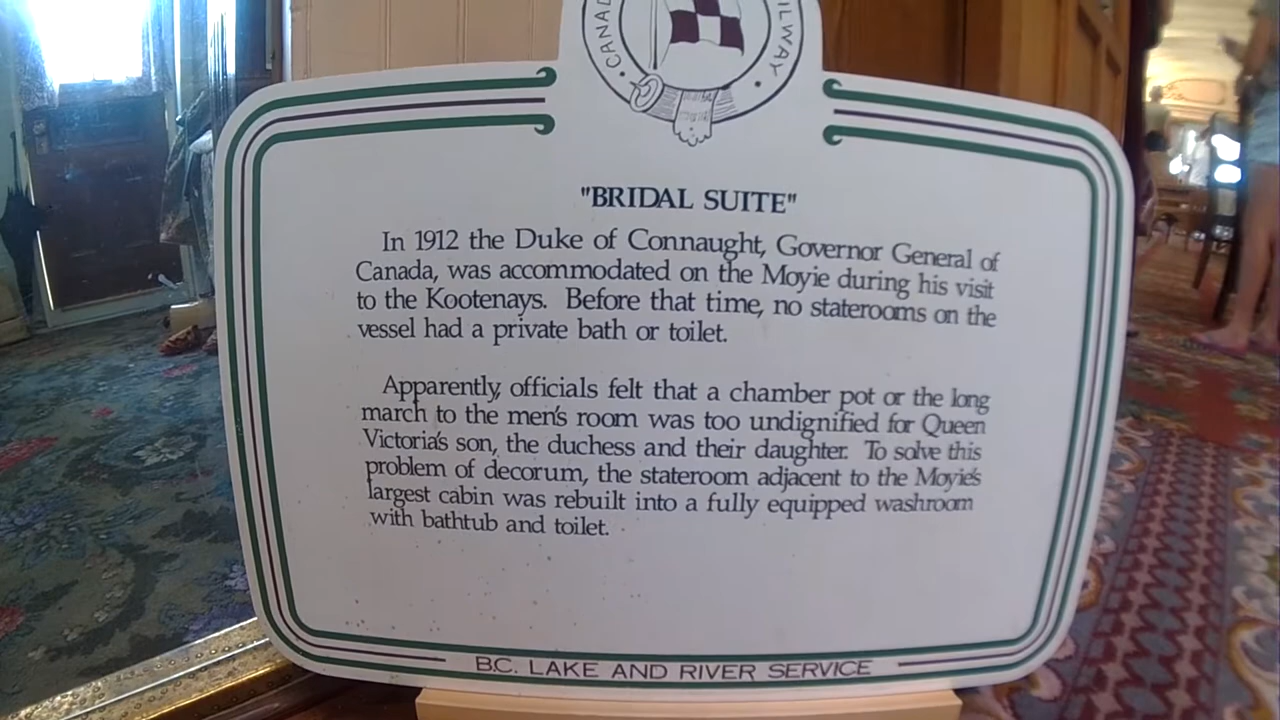 CANAD
ILWAY
"BRIDAL SUITE"
In 1912 the Duke of Connaught, Governor General of
Canada, was accommodated on the Moyie during his visit
to the Kootenays. Before that time, no staterooms on the
vessel had a private bath or toilet.
Apparently, officials felt that a chamber pot or the long
march to the men's room was too undignified for Queen
Victoria's son, the duchess and their daughter. To solve this
problem of decorum, the stateroom adjacent to the Moyie's
largest cabin was rebuilt into a fully equipped washroom
with bathtub and toilet.
B.C. LAKE AND RIVER SERVICE